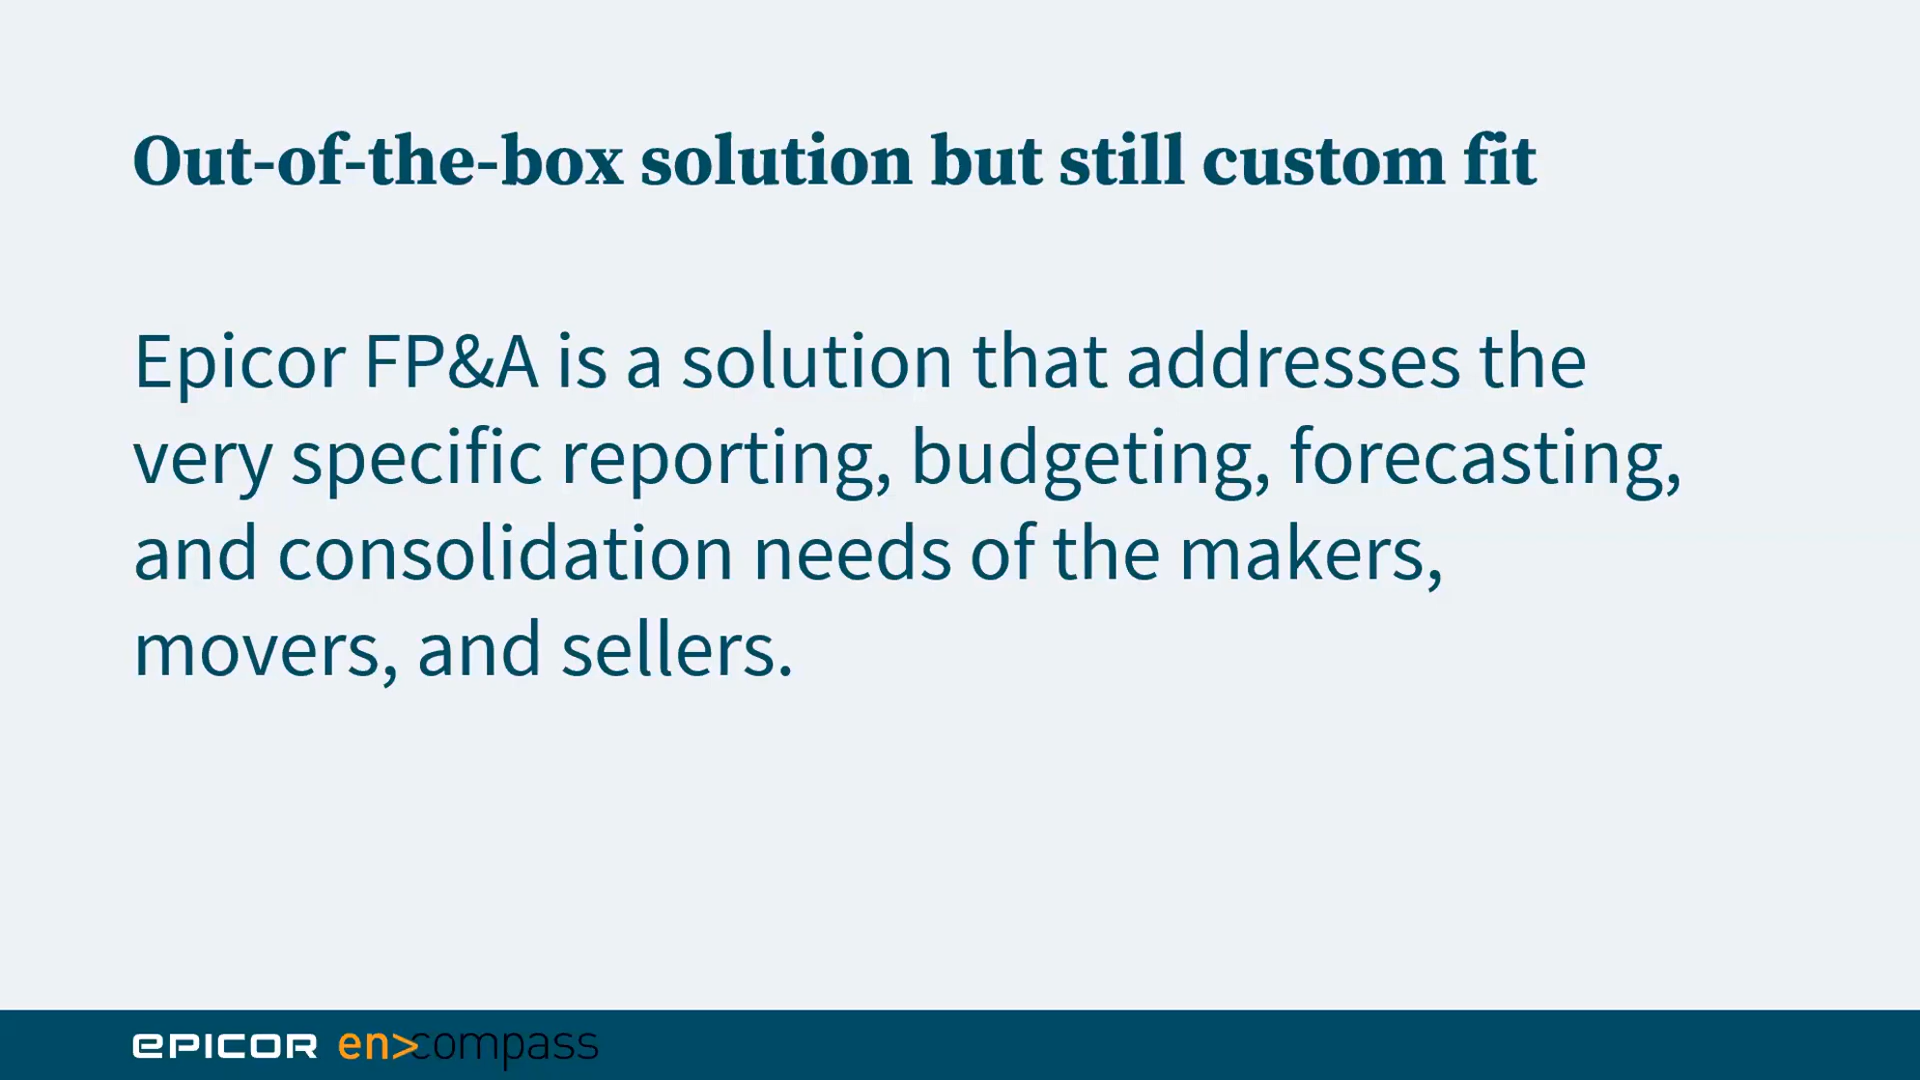 Out-of-the-box solution but still custom fit
Epicor FP&A is a solution that addresses the
very specific reporting, budgeting, forecasting,
and consolidation needs of the makers,
movers, and sellers.
EPICOR en>compass